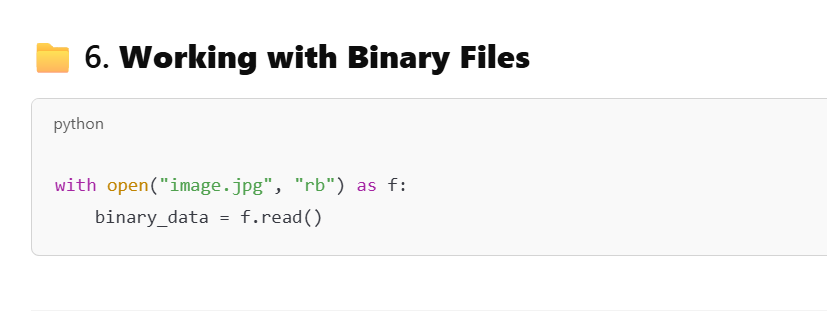 6. Working with Binary Files
python
with open("image.jpg", "rb") as f:
    binary_data = f.read()